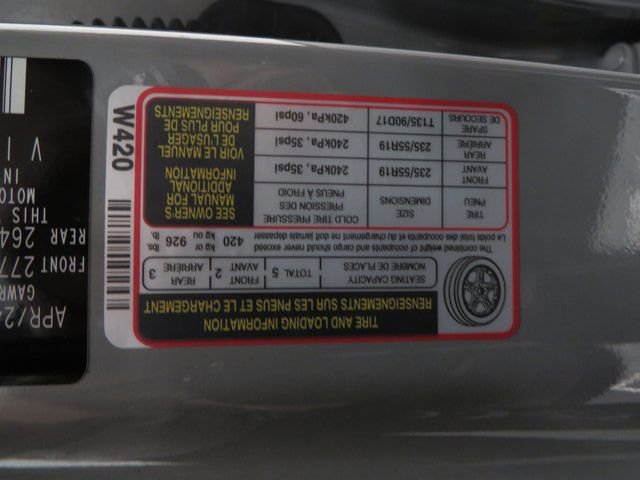 TIRE AND LOADING INFORMATION
RENSEIGNEMENTS SUR LES PNEUS ET LE CHARGEMENT
SEATING CAPACITY
NOMBRE DE PLACES
TOTAL 5
FRONT
AVANT 2
REAR
ARRIÈRE 3
The combined weight of occupants and cargo should never exceed
Le poids total des occupants et du chargement ne doit jamais dépasser
420 kg ou 926 lbs.
TIRE
PNEU
SIZE
DIMENSIONS
COLD TIRE PRESSURE
PRESSION DES
PNEUS À FROID
FRONT
AVANT
235/55R19
240kPa, 35psi
REAR
ARRIÈRE
235/55R19
240kPa, 35psi
SPARE
DE SECOURS
T135/90D17
420kPa, 60psi
SEE OWNER'S
MANUAL FOR
ADDITIONAL
INFORMATION
VOIR LE MANUEL
DE L'USAGER
POUR PLUS DE
RENSEIGNEMENTS
W420
APR/24
GAWR
FRONT 277
REAR 264
THIS
MOTO
IN
V I